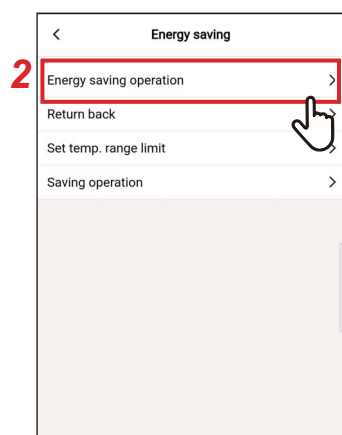 Energy saving
2
Energy saving operation
Return back
Set temp. range limit
Saving operation